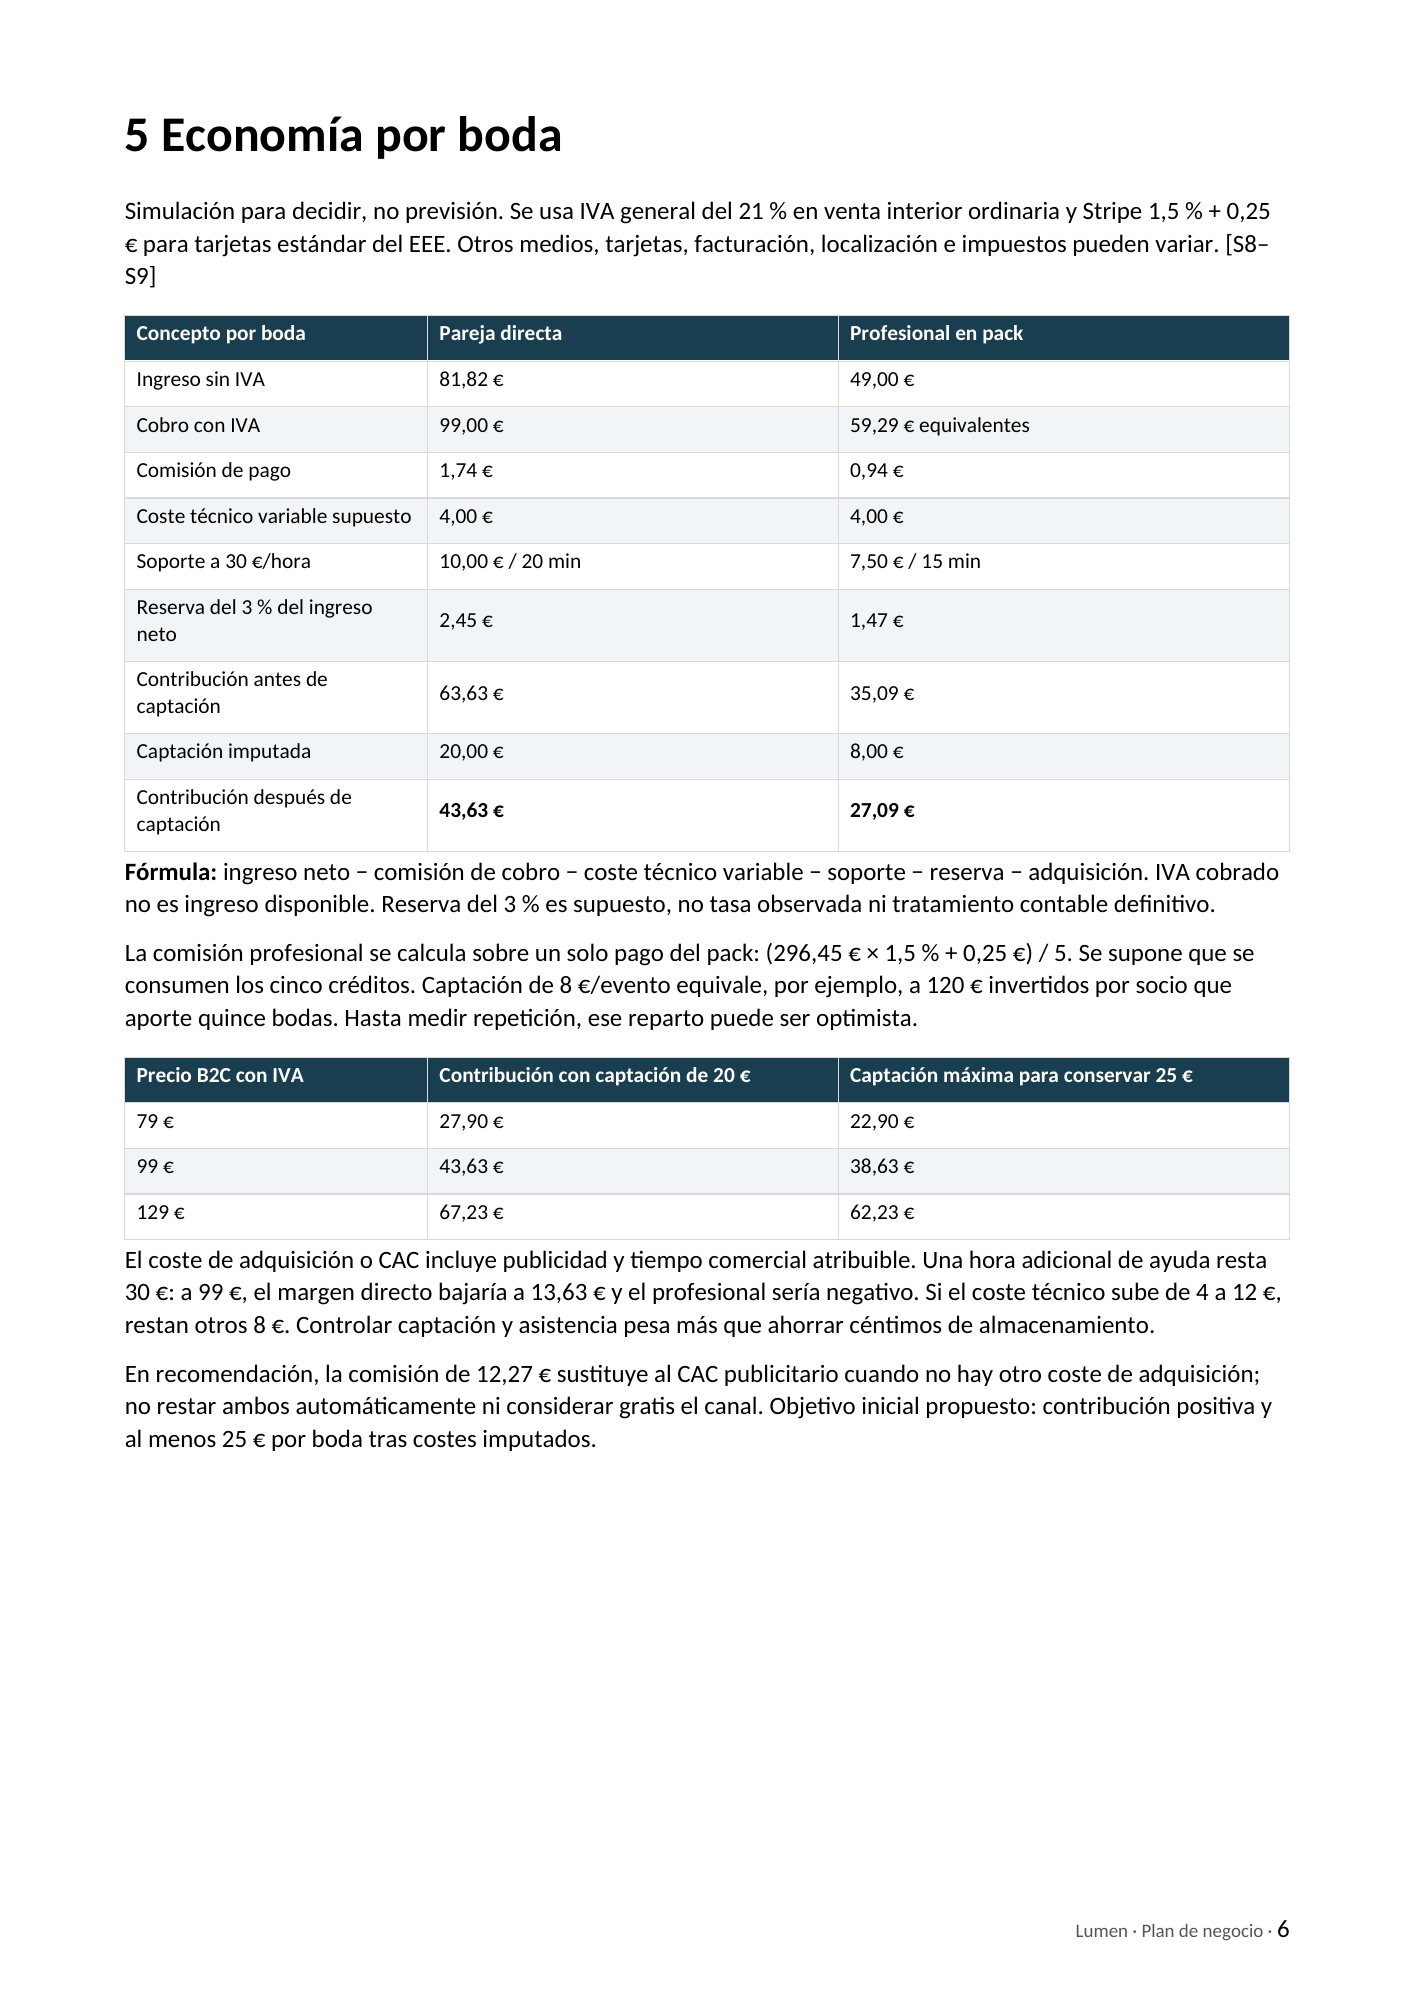 5 Economía por boda
Simulación para decidir, no previsión. Se usa IVA general del 21 % en venta interior ordinaria y Stripe 1,5 % + 0,25
€ para tarjetas estándar del EEE. Otros medios, tarjetas, facturación, localización e impuestos pueden variar. [S8–
S9]
Concepto por boda Pareja directa Profesional en pack
Ingreso sin IVA 81,82 € 49,00 €
Cobro con IVA 99,00 € 59,29 € equivalentes
Comisión de pago 1,74 € 0,94 €
Coste técnico variable supuesto 4,00 € 4,00 €
Soporte a 30 €/hora 10,00 € / 20 min 7,50 € / 15 min
Reserva del 3 % del ingreso
neto 2,45 € 1,47 €
Contribución antes de
captación 63,63 € 35,09 €
Captación imputada 20,00 € 8,00 €
Contribución después de
captación 43,63 € 27,09 €
Fórmula: ingreso neto − comisión de cobro − coste técnico variable − soporte − reserva − adquisición. IVA cobrado
no es ingreso disponible. Reserva del 3 % es supuesto, no tasa observada ni tratamiento contable definitivo.
La comisión profesional se calcula sobre un solo pago del pack: (296,45 € × 1,5 % + 0,25 €) / 5. Se supone que se
consumen los cinco créditos. Captación de 8 €/evento equivale, por ejemplo, a 120 € invertidos por socio que
aporte quince bodas. Hasta medir repetición, ese reparto puede ser optimista.
Precio B2C con IVA Contribución con captación de 20 € Captación máxima para conservar 25 €
79 € 27,90 € 22,90 €
99 € 43,63 € 38,63 €
129 € 67,23 € 62,23 €
El coste de adquisición o CAC incluye publicidad y tiempo comercial atribuible. Una hora adicional de ayuda resta
30 €: a 99 €, el margen directo bajaría a 13,63 € y el profesional sería negativo. Si el coste técnico sube de 4 a 12 €,
restan otros 8 €. Controlar captación y asistencia pesa más que ahorrar céntimos de almacenamiento.
En recomendación, la comisión de 12,27 € sustituye al CAC publicitario cuando no hay otro coste de adquisición;
no restar ambos automáticamente ni considerar gratis el canal. Objetivo inicial propuesto: contribución positiva y
al menos 25 € por boda tras costes imputados.
Lumen · Plan de negocio · 6